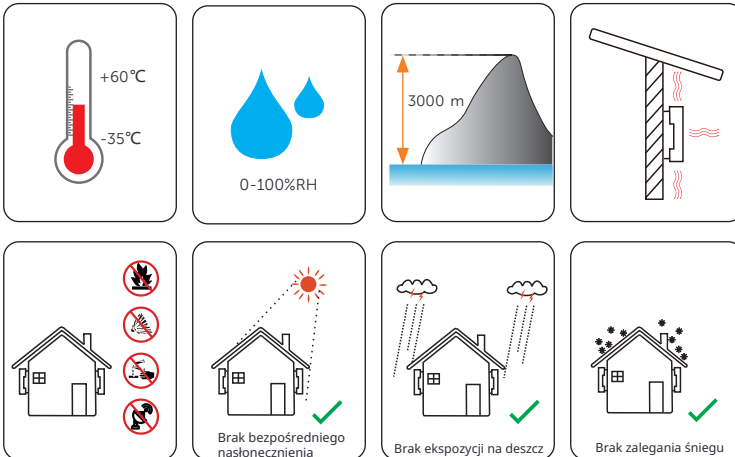 +60℃
-35℃
0-100%RH
3000 m
Brak bezpośredniego
nasłonecznienia
Brak ekspozycji na deszcz
Brak zalegania śniegu